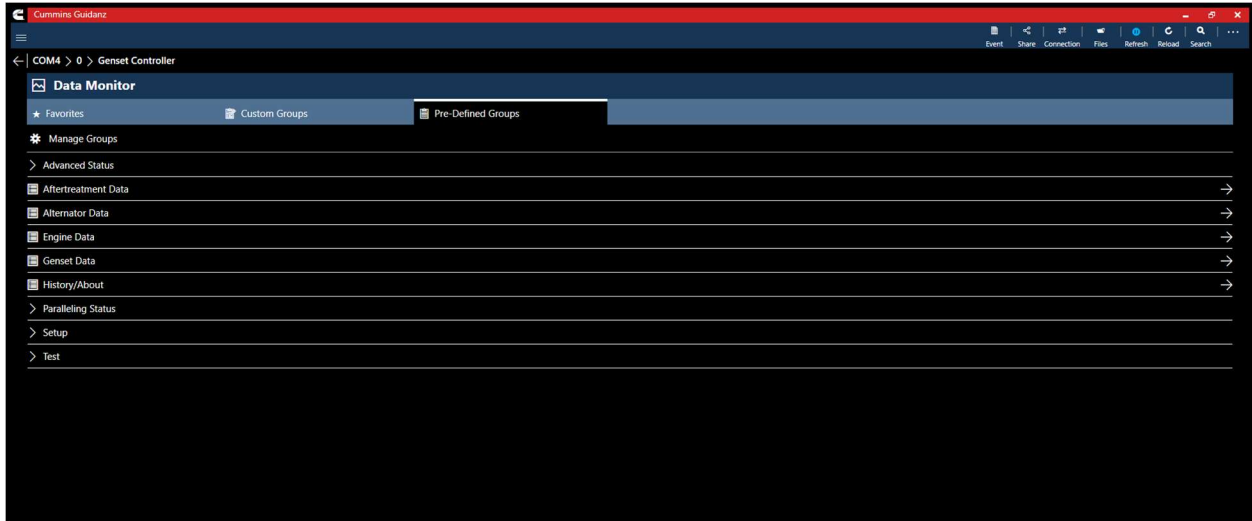 Cummins Guidanz
Event Share Connection Files Refresh Reload Search
COM4 > 0 > Genset Controller
Data Monitor
Favorites Custom Groups Pre-Defined Groups
Manage Groups
Advanced Status
Aftertreatment Data
Alternator Data
Engine Data
Genset Data
History/About
Paralleling Status
Setup
Test